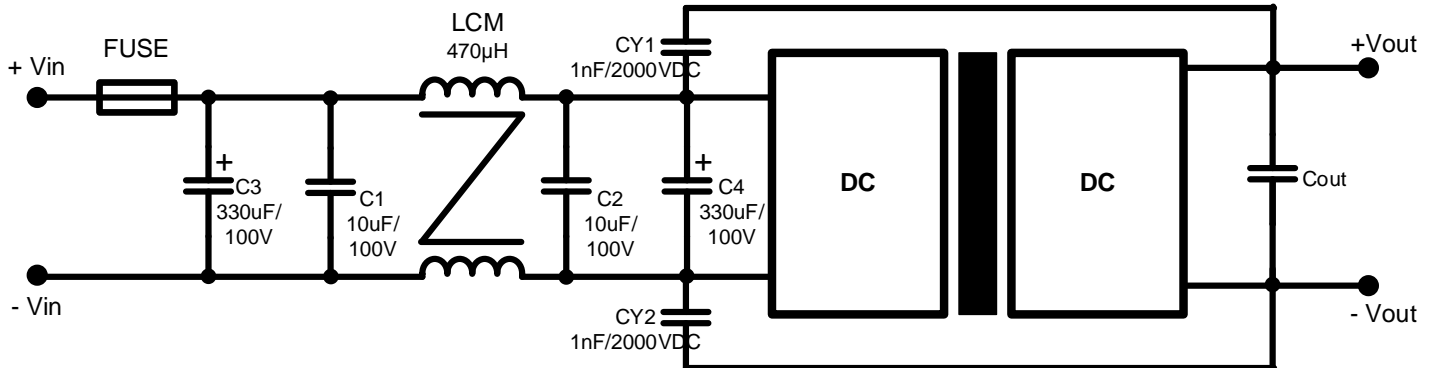 LCM
470µH
FUSE
CY1
1nF/2000VDC
+ Vin
+Vout
+
C3
330uF/
100V
C1
10uF/
100V
C2
10uF/
100V
+
C4
330uF/
100V
DC
DC
Cout
- Vin
CY2
1nF/2000VDC
- Vout